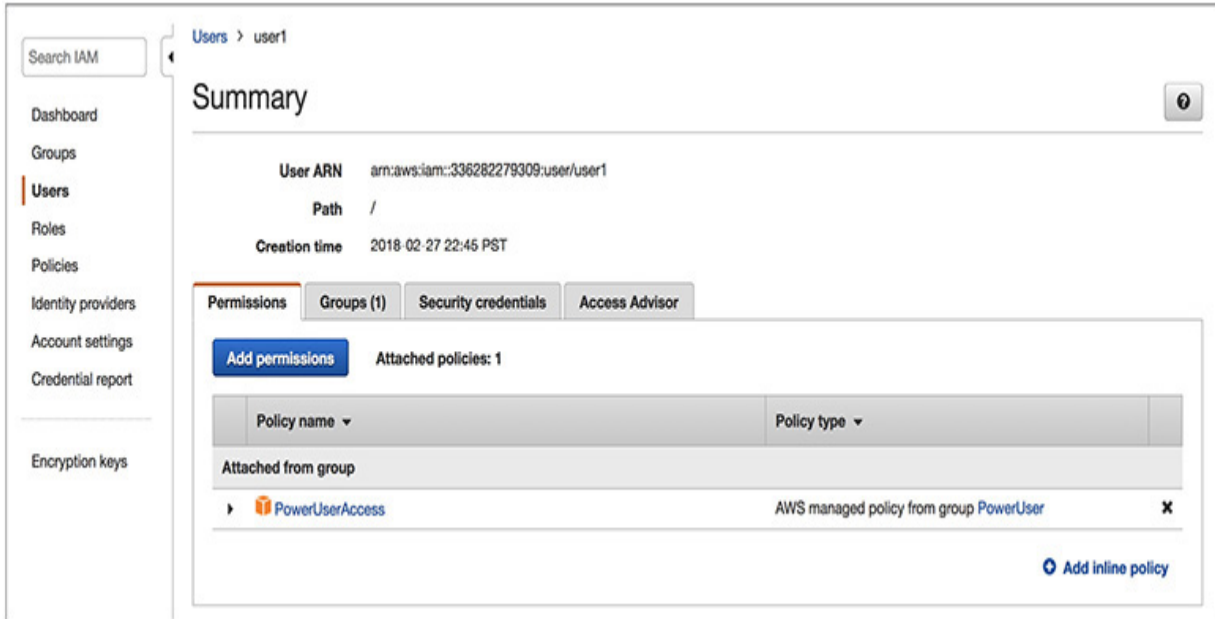 Search IAM
Dashboard
Groups
Users
Roles
Policies
Identity providers
Account settings
Credential report
Encryption keys
Users > user1
Summary
User ARN arn:aws:iam::336282279309:user/user1
Path /
Creation time 2018-02-27 22:45 PST
Permissions Groups (1) Security credentials Access Advisor
Add permissions Attached policies: 1
Policy name Policy type
Attached from group
PowerUserAccess AWS managed policy from group PowerUser
Add inline policy